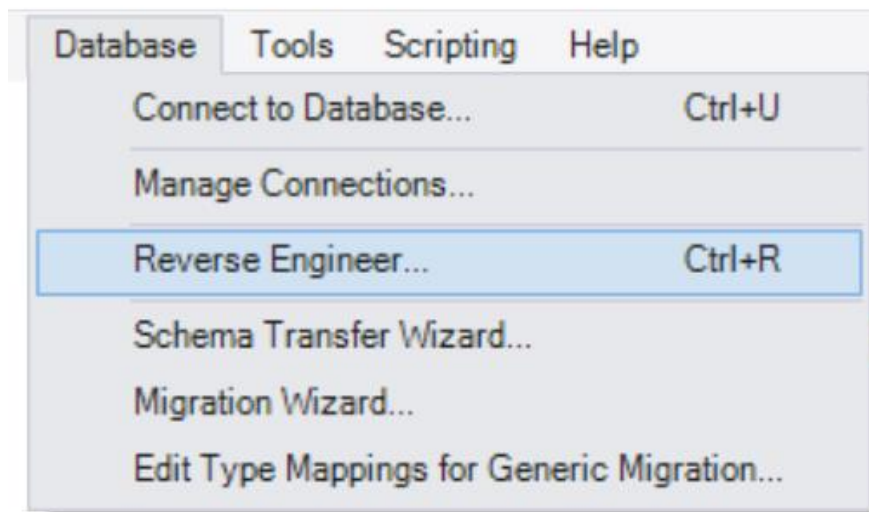 Database Tools Scripting Help
Connect to Database... Ctrl+U
Manage Connections...
Reverse Engineer... Ctrl+R
Schema Transfer Wizard...
Migration Wizard...
Edit Type Mappings for Generic Migration...